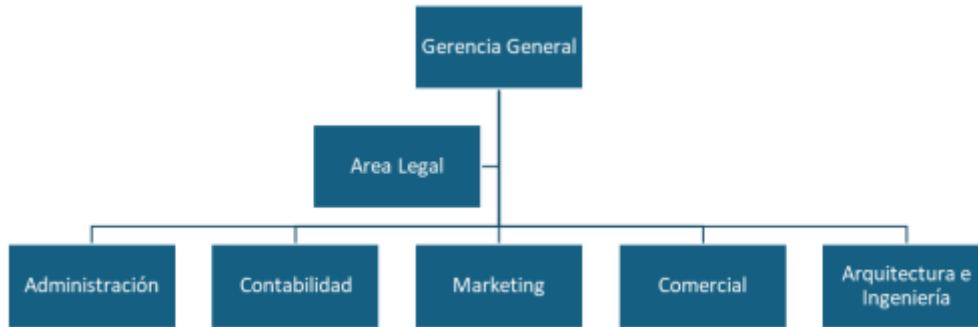 Gerencia General
Area Legal
Administración
Contabilidad
Marketing
Comercial
Arquitectura e
Ingeniería